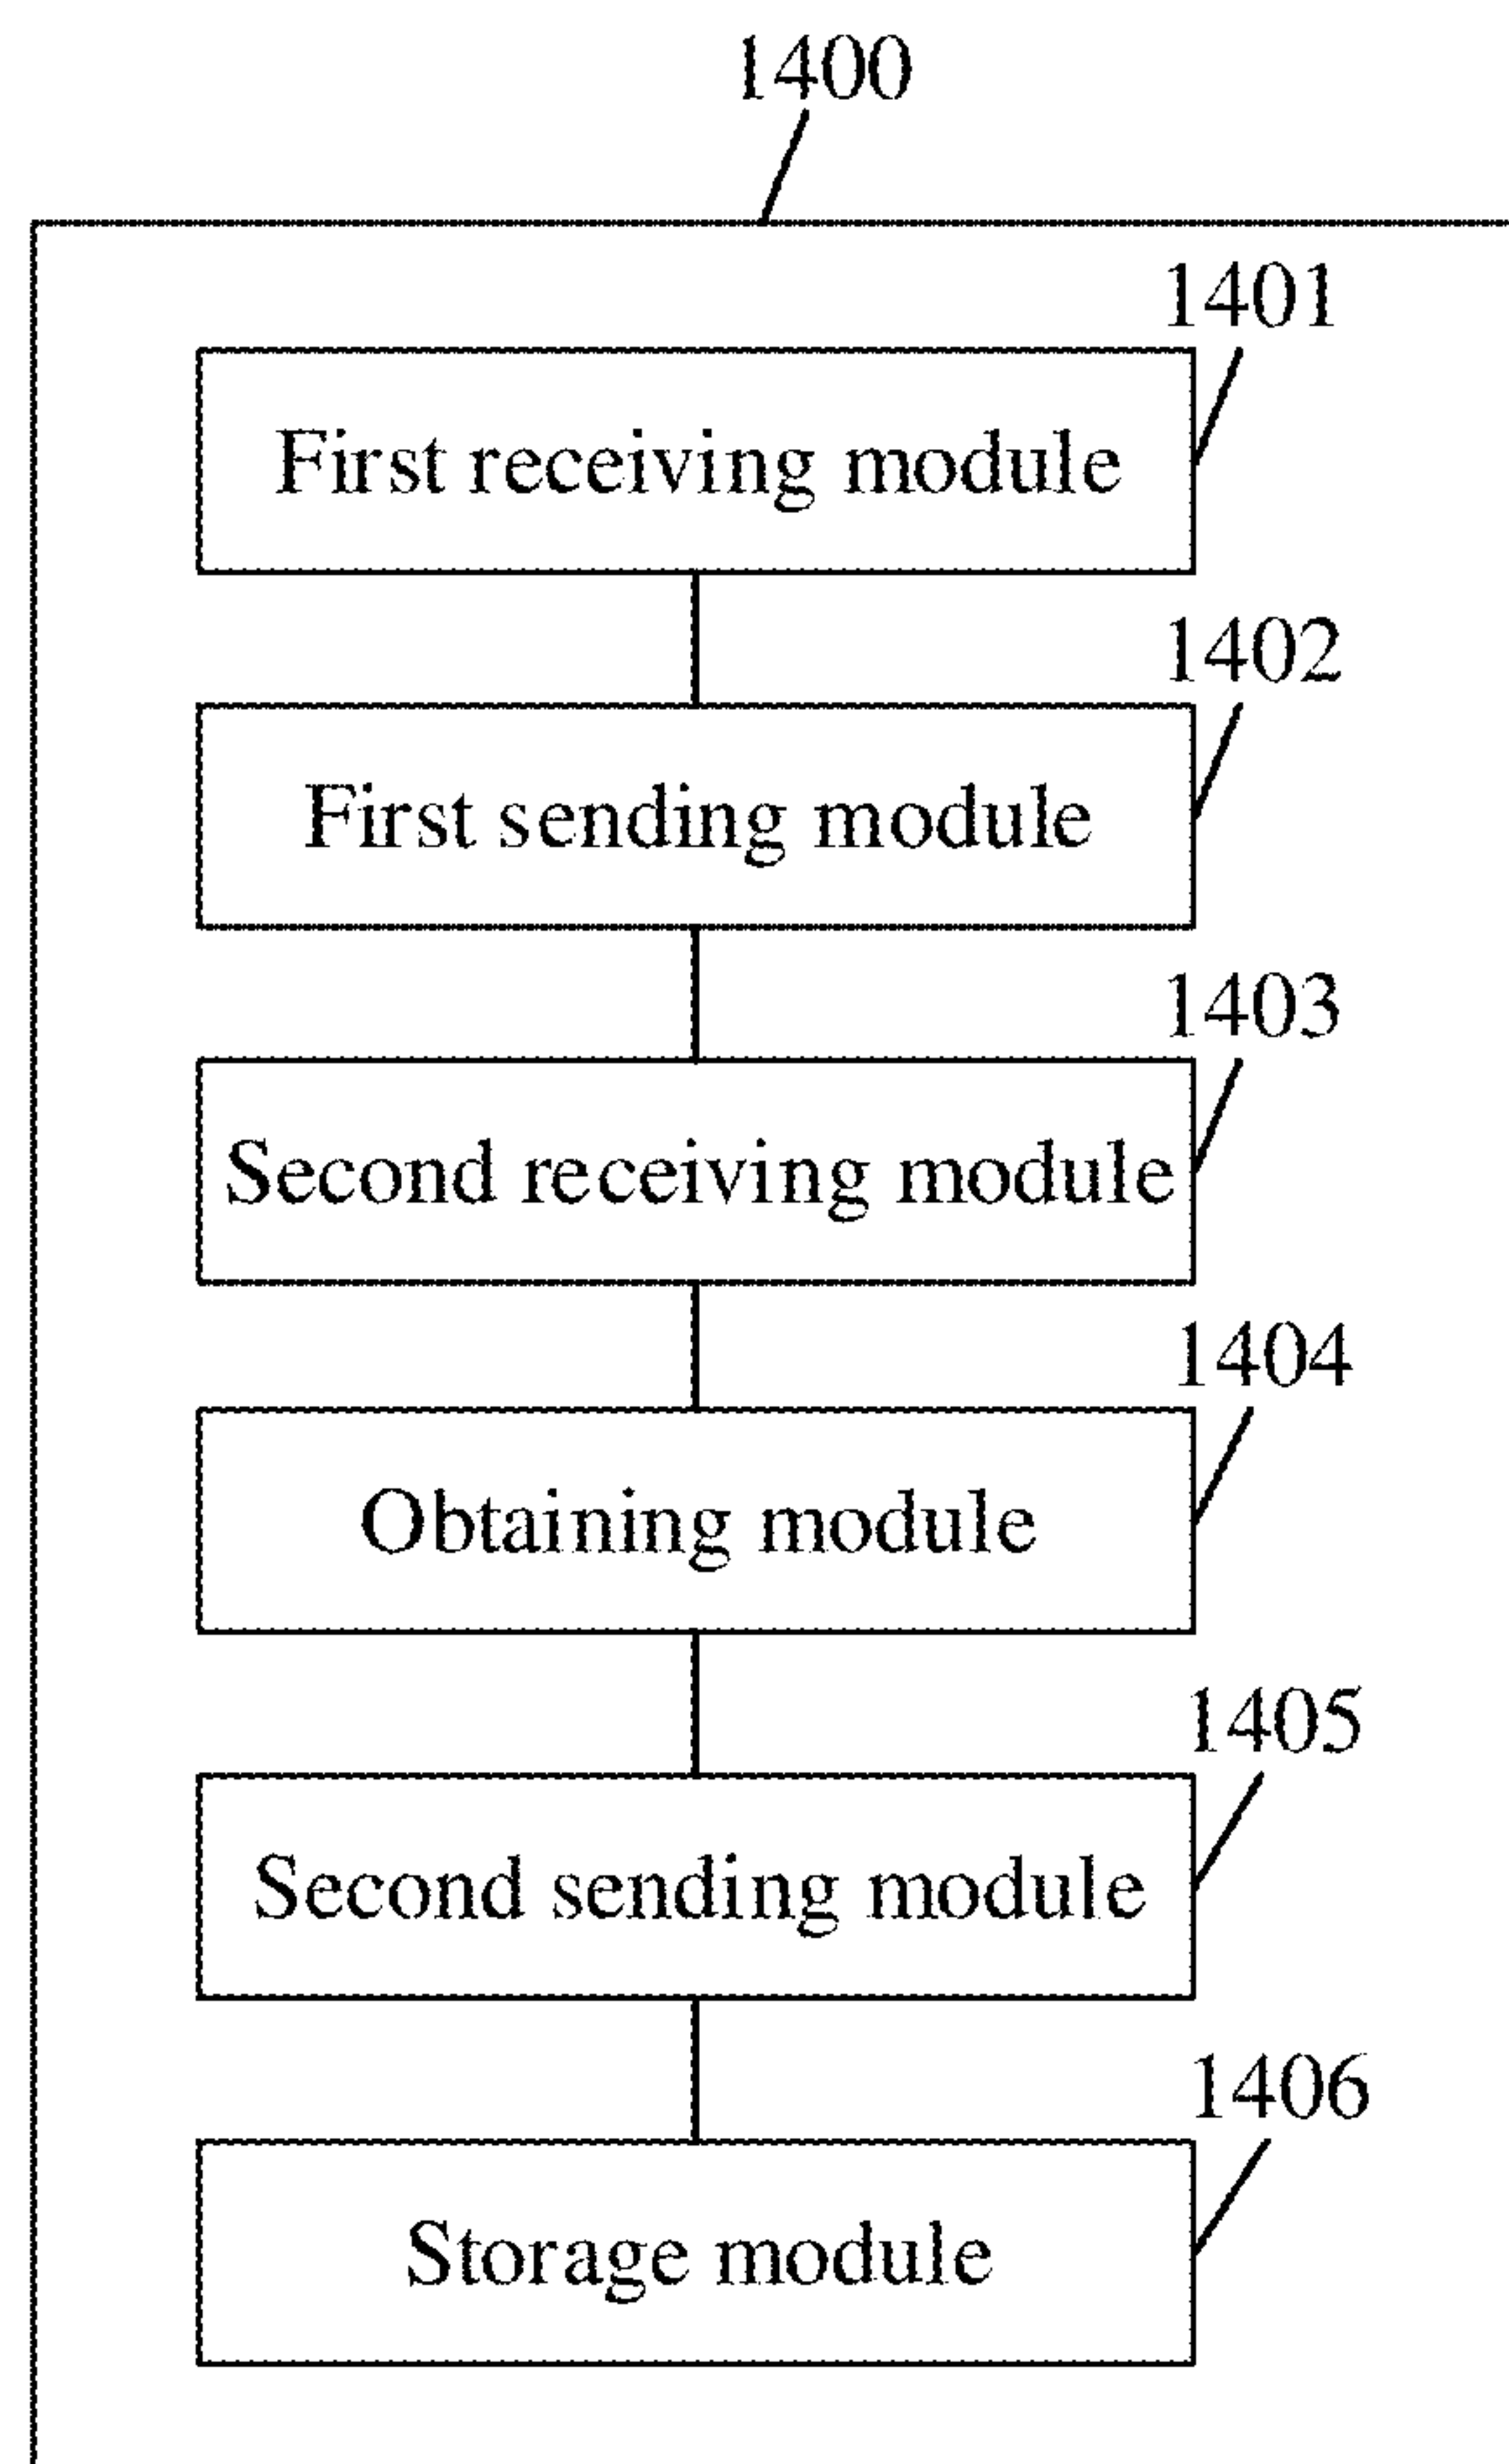 1400
1401
First receiving module
1402
First sending module
1403
Second receiving module
1404
Obtaining module
1405
Second sending module
1406
Storage module